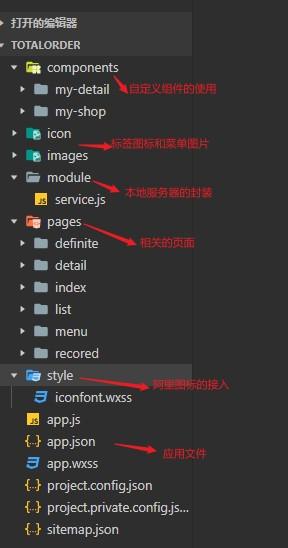 打开的编辑器
TOTALORDER
components
自定义组件的使用
my-detail
my-shop
icon
标签图标和菜单图片
images
module
本地服务器的封装
service.js
pages
相关的页面
definite
detail
index
list
menu
recored
style
阿里图标的接入
iconfont.wxss
app.js
app.json
应用文件
app.wxss
project.config.json
project.private.config.js...
sitemap.json